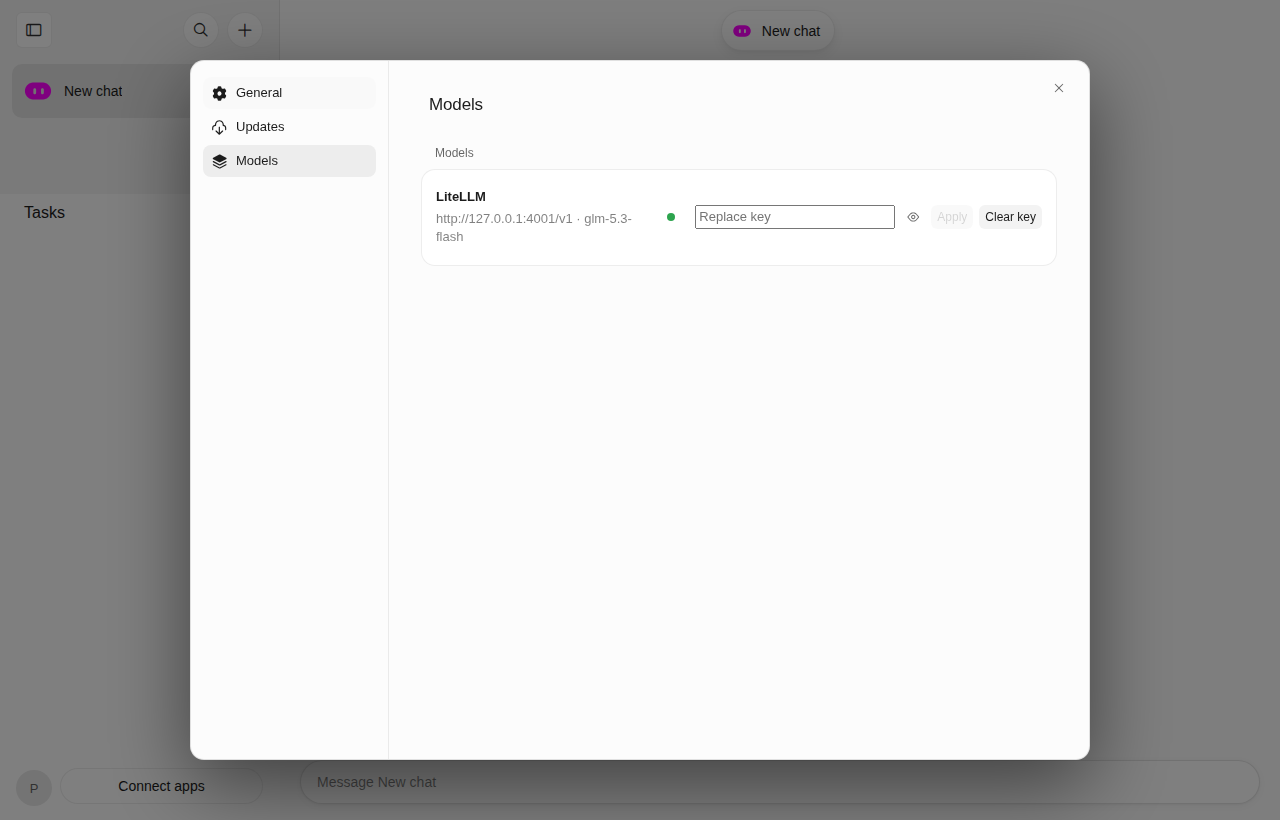 New chat
New chat
General
Updates
Models
Tasks
Models
Models
LiteLLM
http://127.0.0.1:4001/v1 · glm-5.3-
flash
Replace key
Apply
Clear key
P
Connect apps
Message New chat